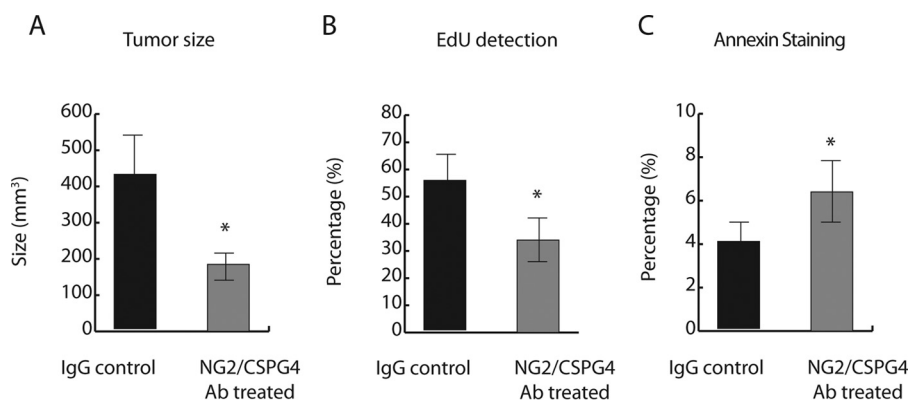 A
Tumor size
Size (mm³)
600
500
400
300
200
100
0
*
IgG control
NG2/CSPG4
Ab treated
B
EdU detection
Percentage (%)
80
70
60
50
40
30
20
10
0
*
IgG control
NG2/CSPG4
Ab treated
C
Annexin Staining
Percentage (%)
10
8
6
4
2
0
*
IgG control
NG2/CSPG4
Ab treated